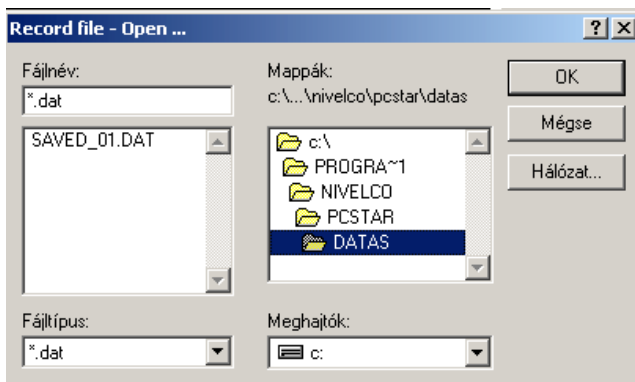 Record file - Open ...
Fájlnév:
*.dat
SAVED_01.DAT
Fájltípus:
*.dat
Mappák:
c:\...\nivelco\pcstar\datas
c:\
PROGRA~1
NIVELCO
PCSTAR
DATAS
Meghajtók:
c:
OK
Mégse
Hálózat...